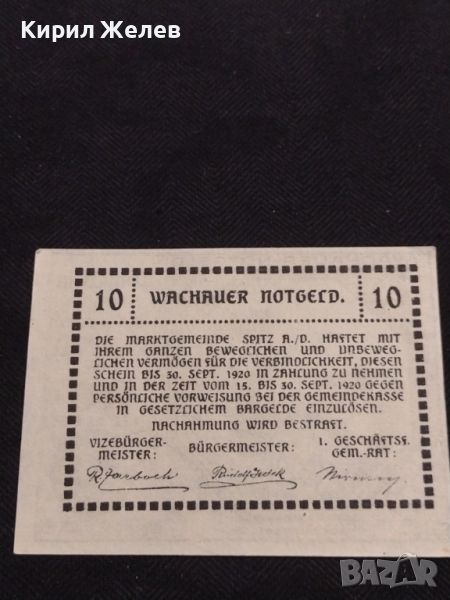 Кирил Желев
10 WACHAUER NOTGELD. 10
DIE MARKTGEMEINDE SPITZ A./D. HAFTET MIT
IHREM GANZEN BEWEGLICHEN UND UNBEWEG-
LICHEN VERMÖGEN FÜR DIE VERBINDLICHKEIT, DIESEN
SCHEIN BIS 30. SEPT. 1920 IN ZAHLUNG ZU NEHMEN
UND IN DER ZEIT VOM 15. BIS 30. SEPT. 1920 GEGEN
PERSÖNLICHE VORWEISUNG BEI DER GEMEINDEKASSE
IN GESETZLICHEM BARGELDE EINZULÖSEN.
NACHAHMUNG WIRD BESTRAFT.
VIZEBÜRGER-
MEISTER:
BÜRGERMEISTER:
1. GESCHÄFTSF.
GEM.-RAT:
BAZAR